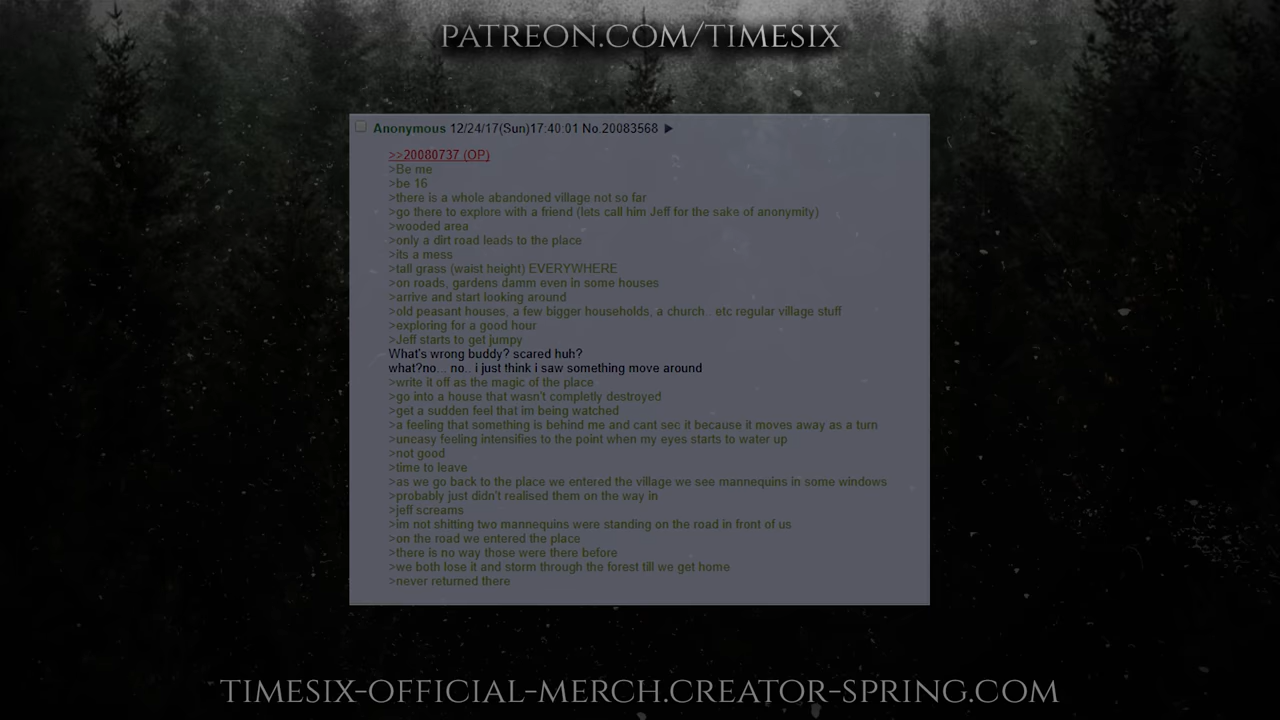 PATREON.COM/TIMESIX
Anonymous 12/24/17(Sun)17:40:01 No.20083568 ▶
>>20080737 (OP)
>Be me
>be 16
>there is a whole abandoned village not so far
>go there to explore with a friend (lets call him Jeff for the sake of anonymity)
>wooded area
>only a dirt road leads to the place
>its a mess
>tall grass (waist height) EVERYWHERE
>on roads, gardens damm even in some houses
>arrive and start looking around
>old peasant houses, a few bigger households, a church.. etc regular village stuff
>exploring for a good hour
>Jeff starts to get jumpy
What's wrong buddy? scared huh?
what?no... no.. i just think i saw something move around
>write it off as the magic of the place
>go into a house that wasn't completly destroyed
>get a sudden feel that im being watched
>a feeling that something is behind me and cant sec it because it moves away as a turn
>uneasy feeling intensifies to the point when my eyes starts to water up
>not good
>time to leave
>as we go back to the place we entered the village we see mannequins in some windows
>probably just didn't realised them on the way in
>jeff screams
>im not shitting two mannequins were standing on the road in front of us
>on the road we entered the place
>there is no way those were there before
>we both lose it and storm through the forest till we get home
>never returned there
TIMESIX-OFFICIAL-MERCH.CREATOR-SPRING.COM